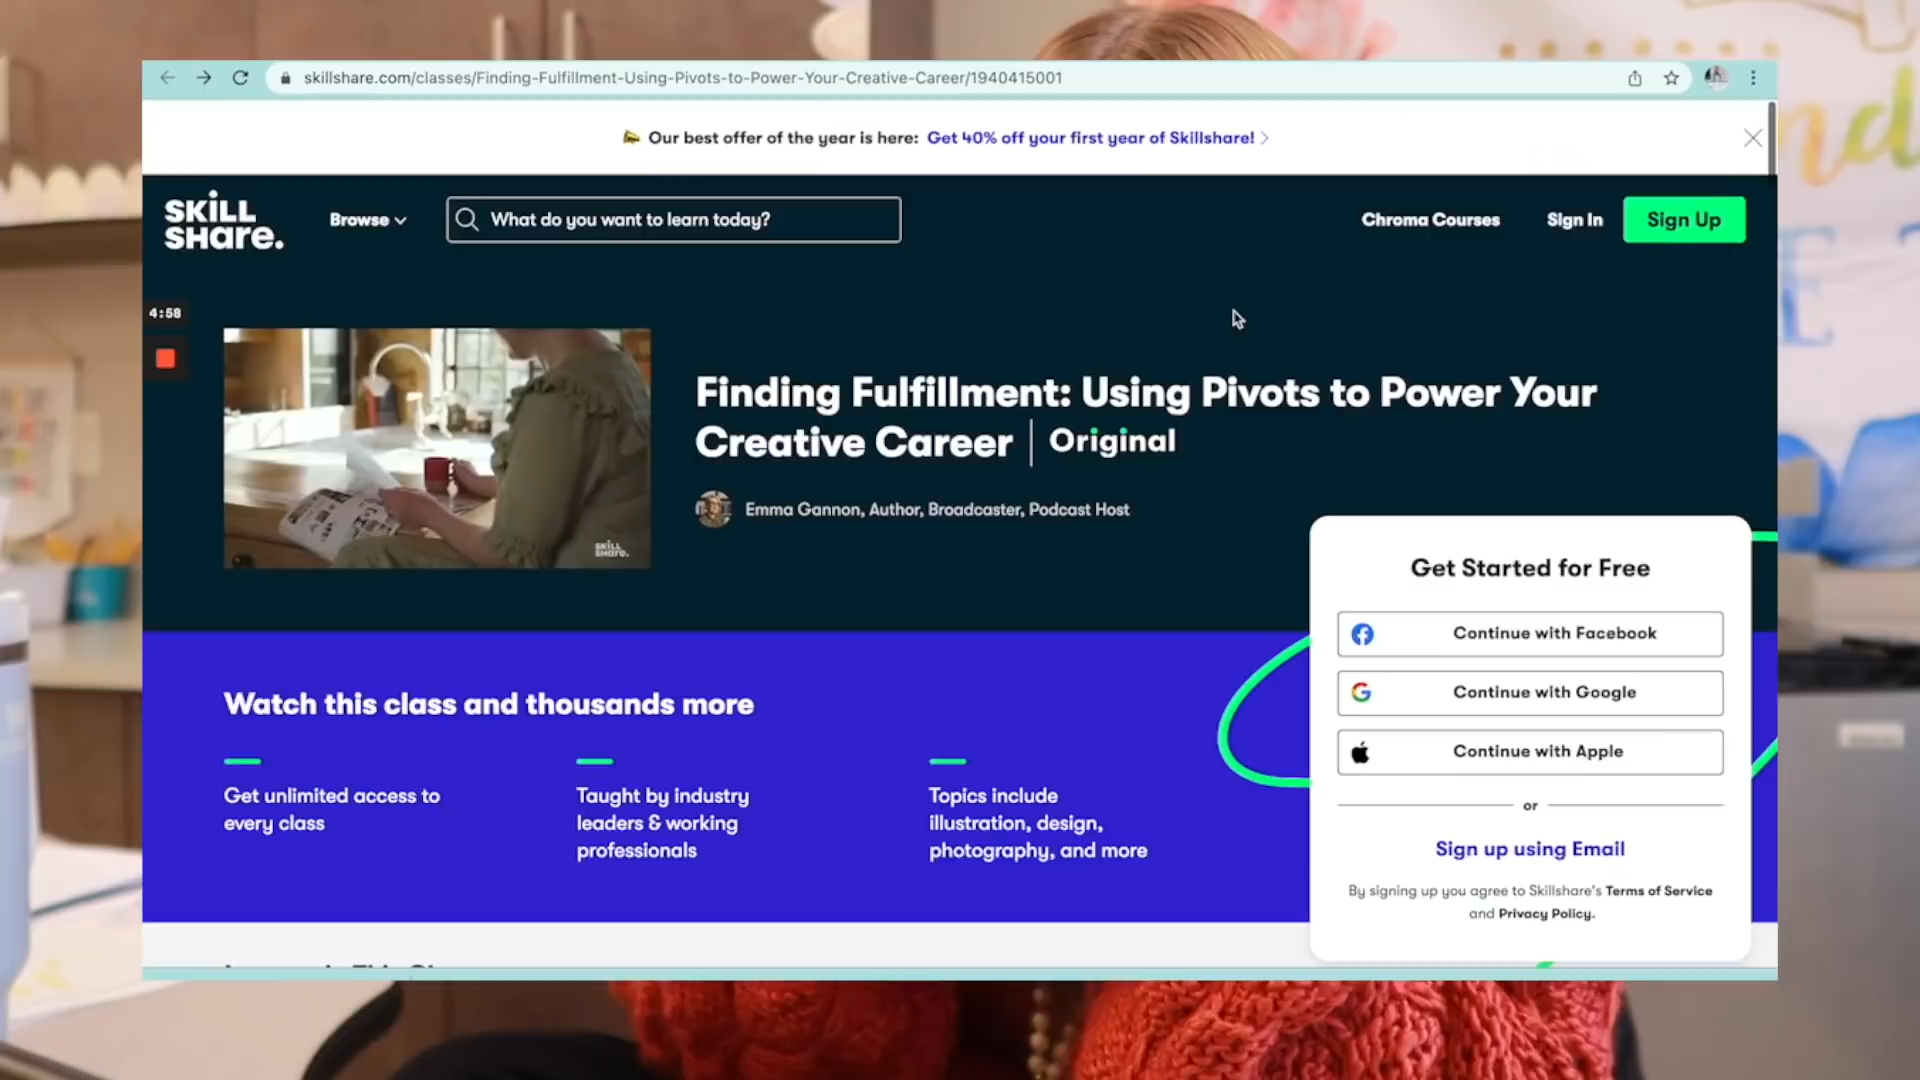 skillshare.com/classes/Finding-Fulfillment-Using-Pivots-to-Power-Your-Creative-Career/1940415001
Our best offer of the year is here: Get 40% off your first year of Skillshare!
SKILL
SHare.
Browse
What do you want to learn today?
Chroma Courses
Sign In
Sign Up
4:58
SKILL
SHare.
Finding Fulfillment: Using Pivots to Power Your
Creative Career | Original
Emma Gannon, Author, Broadcaster, Podcast Host
Watch this class and thousands more
Get unlimited access to
every class
Taught by industry
leaders & working
professionals
Topics include
illustration, design,
photography, and more
Get Started for Free
Continue with Facebook
Continue with Google
Continue with Apple
or
Sign up using Email
By signing up you agree to Skillshare's Terms of Service
and Privacy Policy.